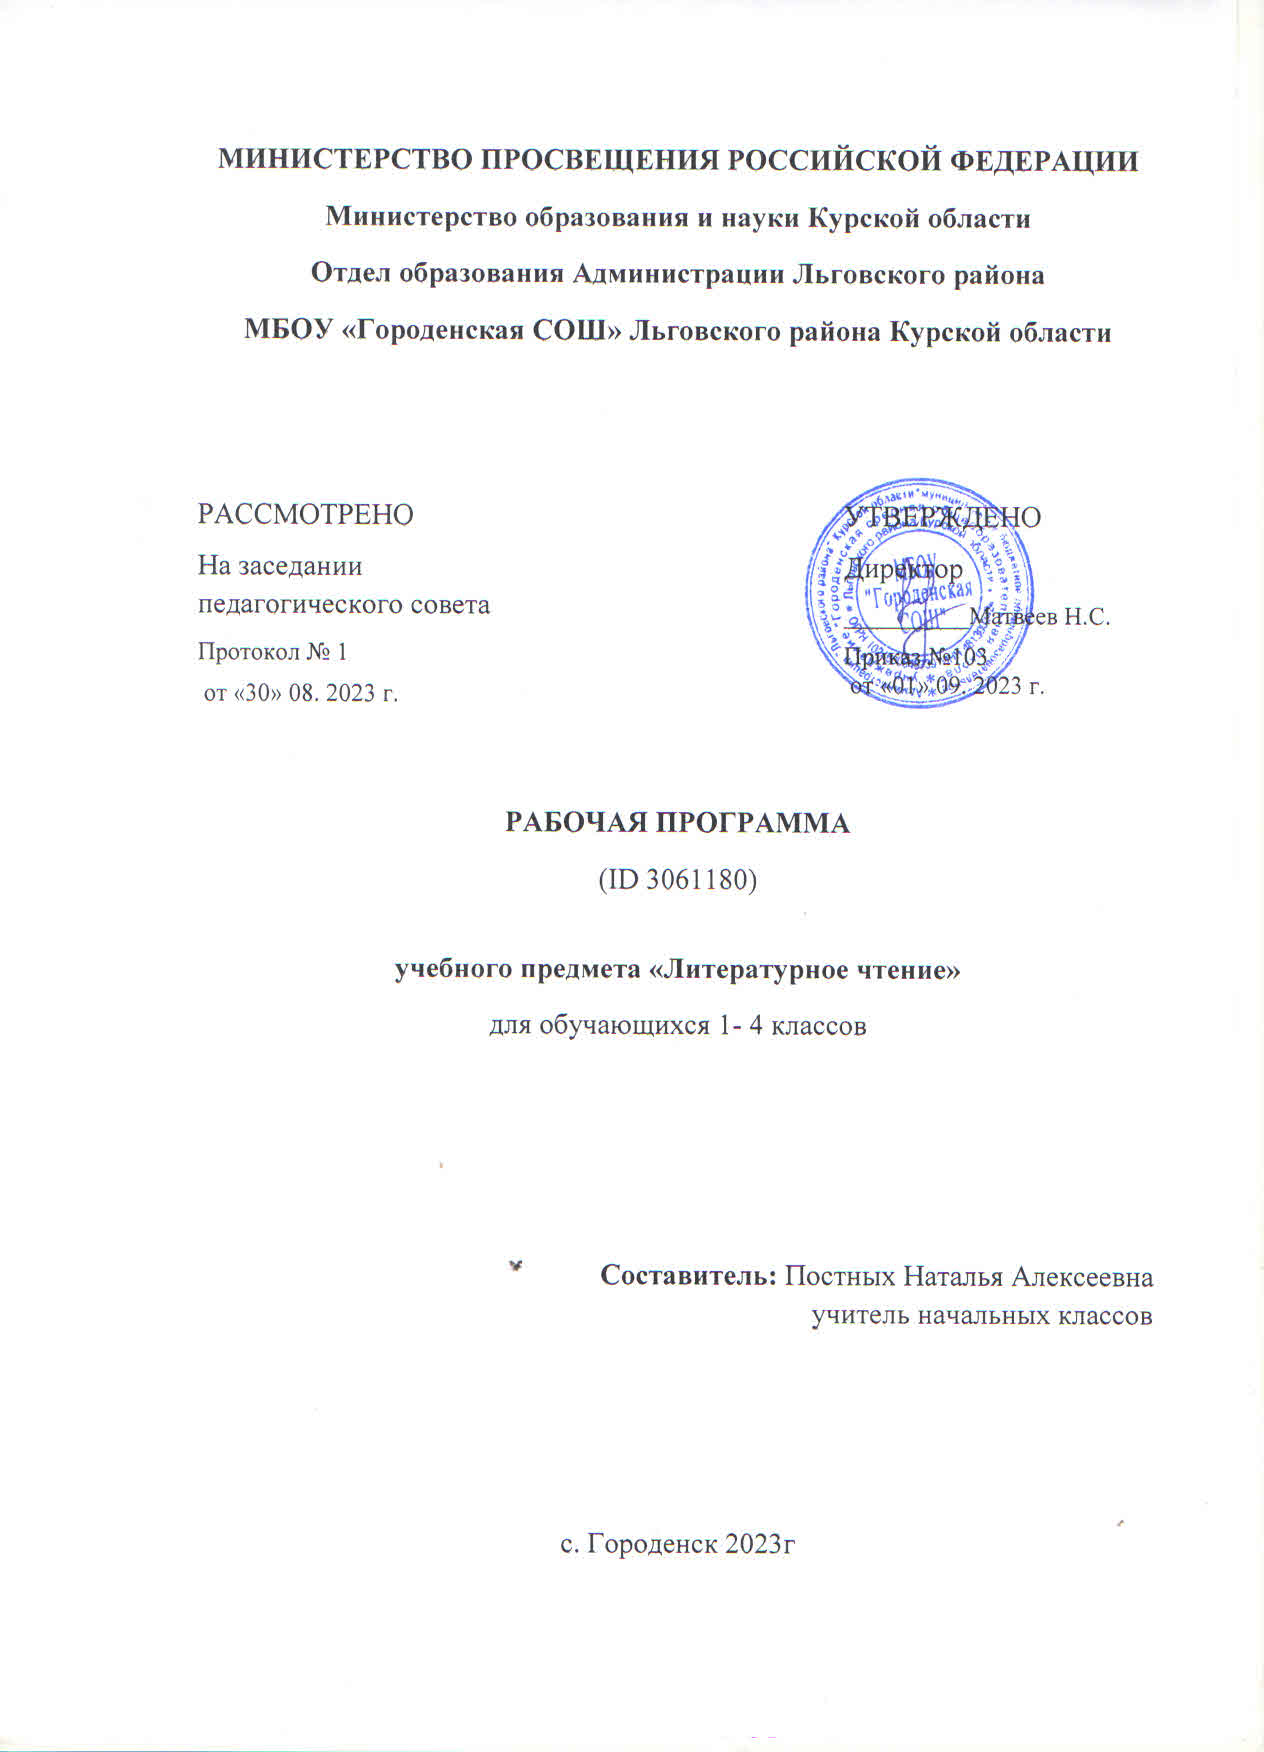 МИНИСТЕРСТВО ПРОСВЕЩЕНИЯ РОССИЙСКОЙ ФЕДЕРАЦИИ
Министерство образования и науки Курской области
Отдел образования Администрации Льговского района
МБОУ «Городенская СОШ» Льговского района Курской области
РАССМОТРЕНО
На заседании
педагогического совета
Протокол № 1
от «30» 08. 2023 г.
УТВЕРЖДЕНО
Директор
Матвеев Н.С.
Приказ №103
от «01» 09. 2023 г.
МБОУ
"Городенская
СОШ"
РАБОЧАЯ ПРОГРАММА
(ID 3061180)
учебного предмета «Литературное чтение»
для обучающихся 1- 4 классов
Составитель: Постных Наталья Алексеевна
учитель начальных классов
с. Городенск 2023г